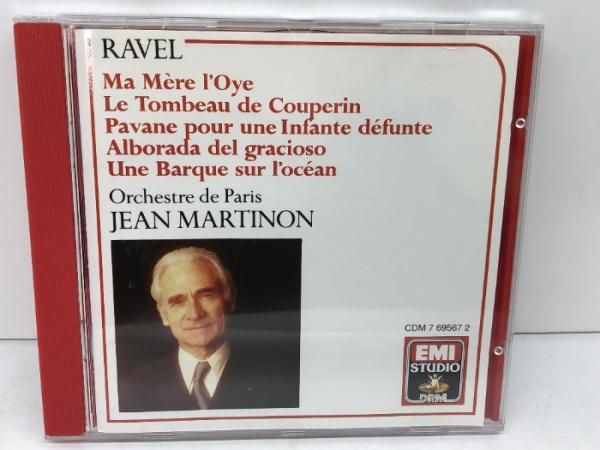 RAVEL
Ma Mère l'Oye
Le Tombeau de Couperin
Pavane pour une Infante défunte
Alborada del gracioso
Une Barque sur l'océan
Orchestre de Paris
JEAN MARTINON
CDM 7 69567 2
EMI
STUDIO
DRM